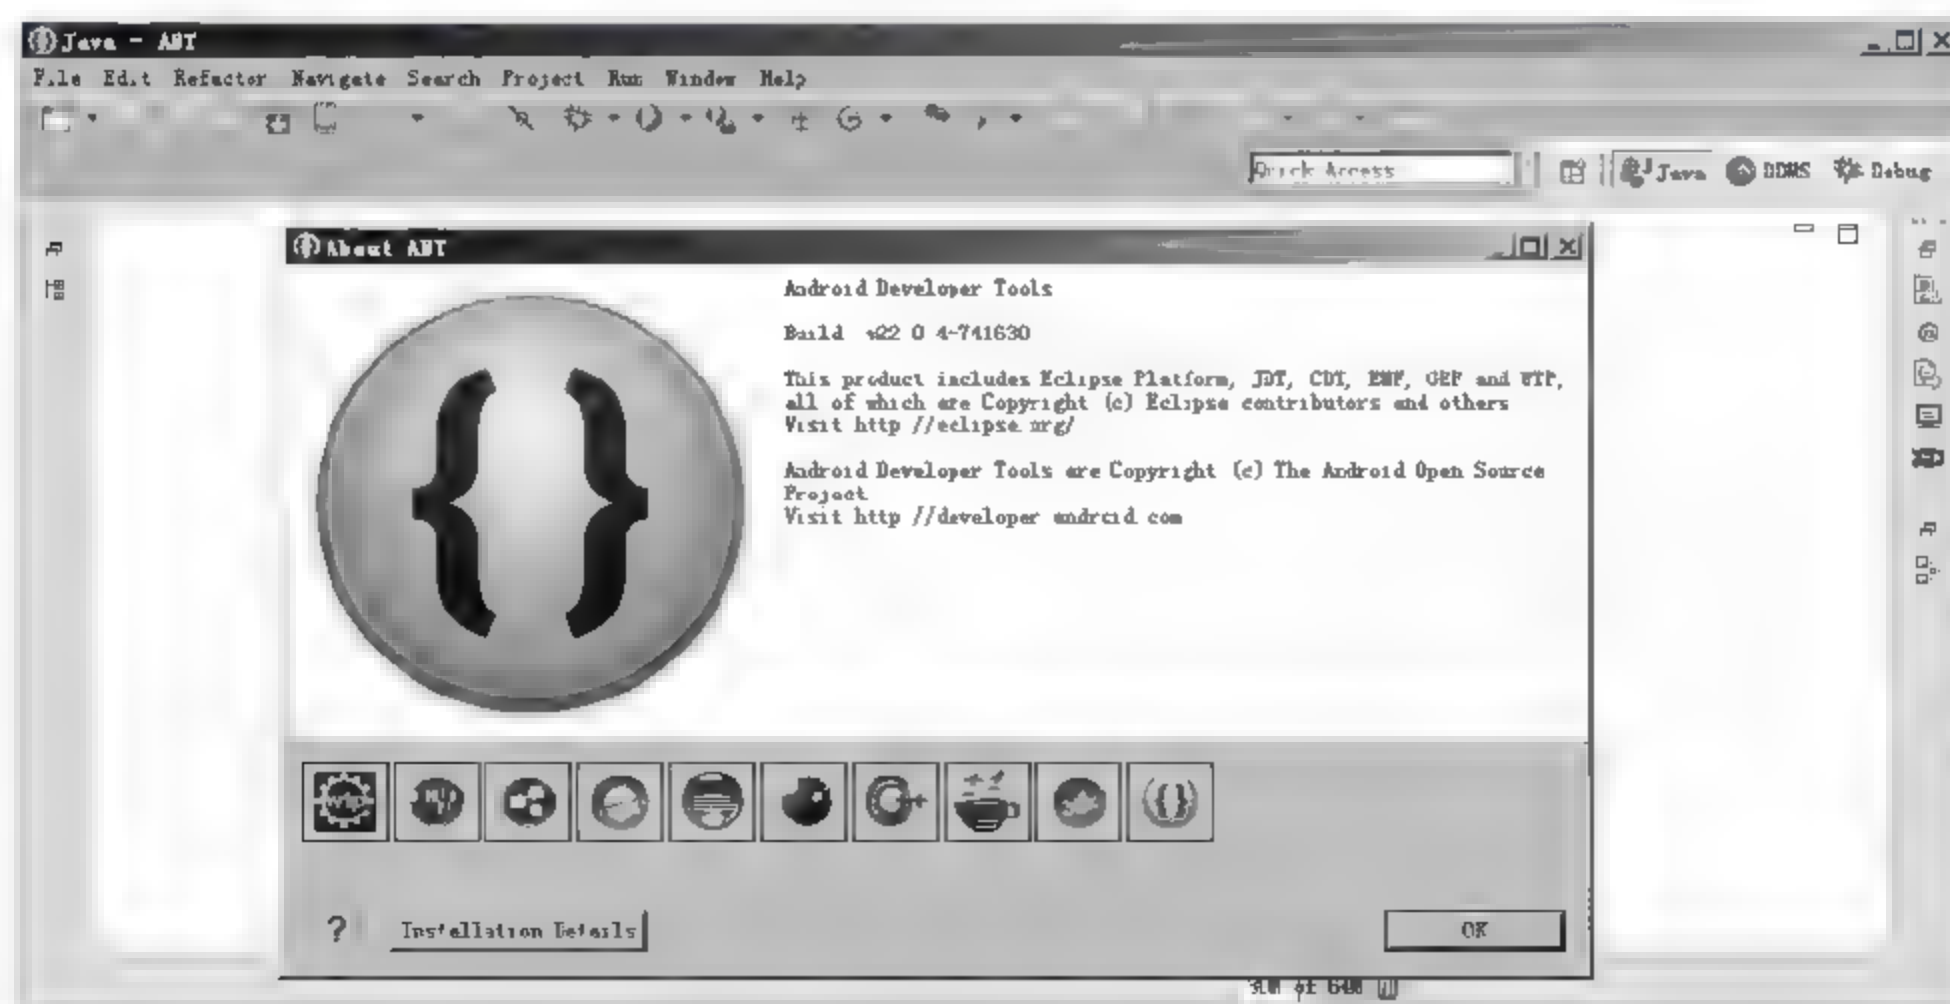 Java - ADT
File Edit Refactor Navigate Search Project Run Window Help
Quick Access
Java DDMS Debug
About ADT
Android Developer Tools
Build v22 0 4-741630
This product includes Eclipse Platform, JDT, CDT, EMF, GEF and WTP,
all of which are Copyright (c) Eclipse contributors and others
Visit http //eclipse org/
Android Developer Tools are Copyright (c) The Android Open Source
Project
Visit http //developer android com
wtp
?
Installation Details
OK
of 64M